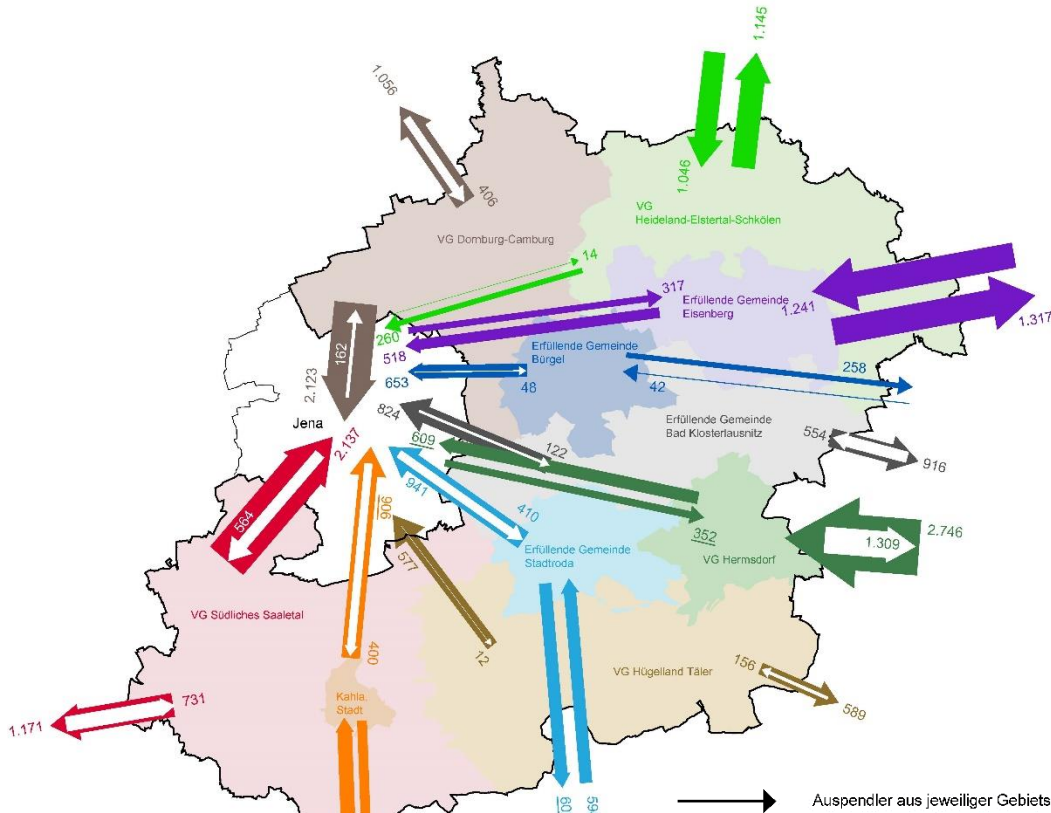 1.145
1.056
1.046
406
VG
Heideland-Elstertal-Schkölen
VG Dornburg-Camburg
14
317
Erfüllende Gemeinde
Eisenberg
1.241
1.317
260
162
518
Erfüllende Gemeinde
Bürgel
258
2.123
653
48
42
824
Erfüllende Gemeinde
Bad Klosterlausnitz
Jena
2.137
609
122
554
916
564
906
941
410
352
2.746
1.309
Erfüllende Gemeinde
Stadtroda
VG Hermsdorf
577
VG Südliches Saaletal
400
12
VG Hügelland Täler
156
589
Kahla,
Stadt
731
1.171
Auspendler aus jeweiliger Gebiets